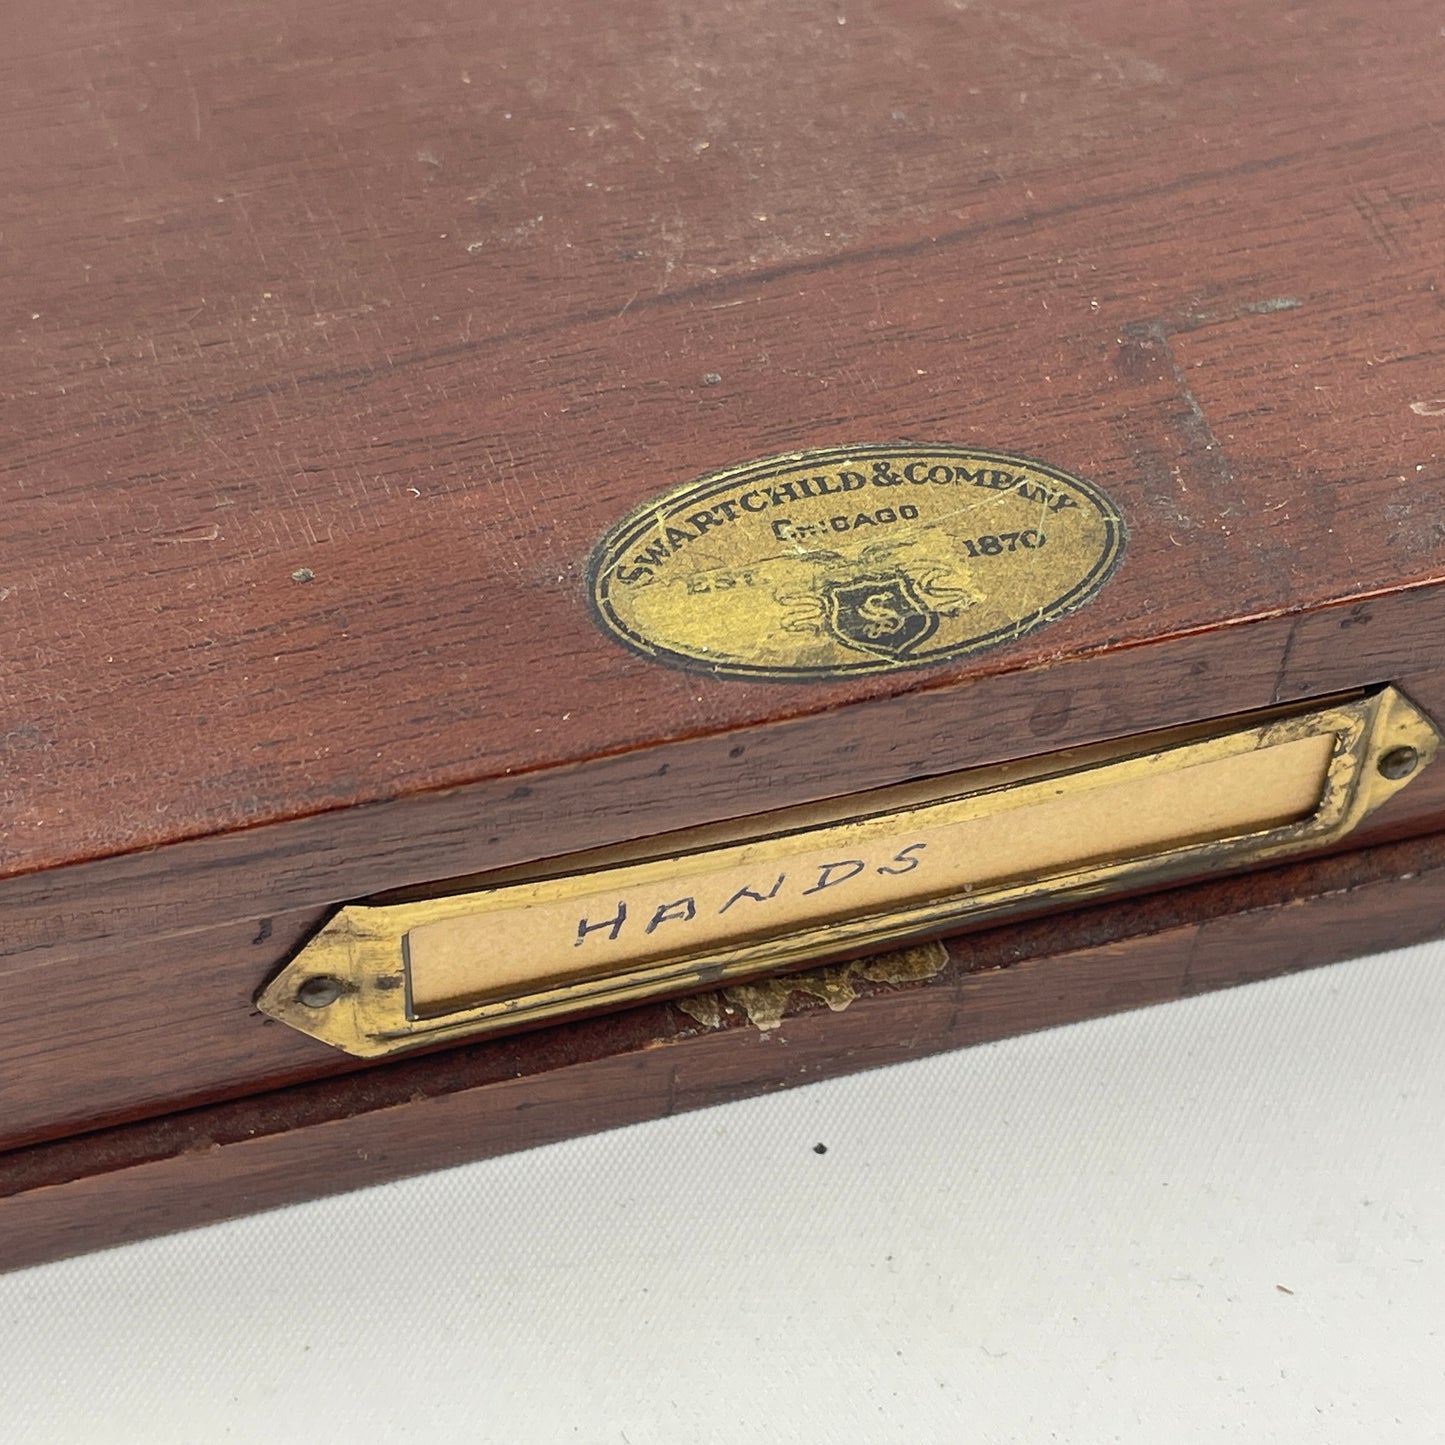 SWARTCHILD & COMPANY
CHICAGO
EST. 1870
S
HANDS